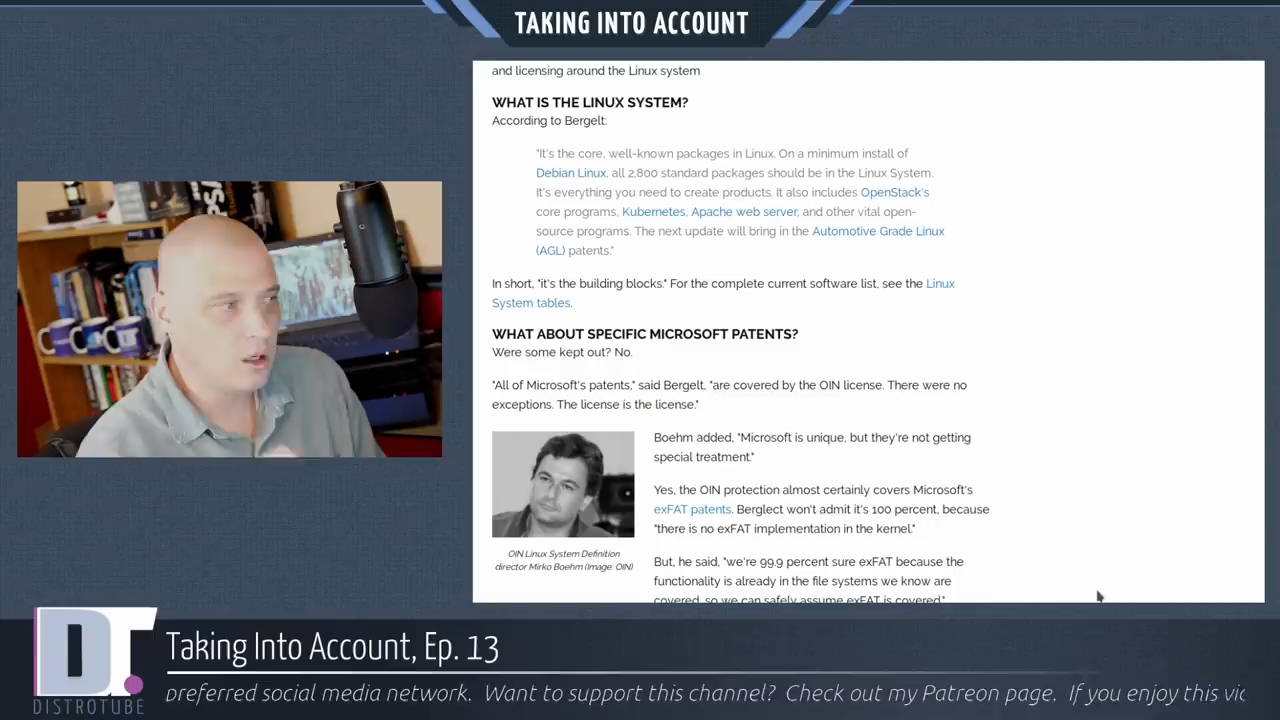 TAKING INTO ACCOUNT
and licensing around the Linux system
WHAT IS THE LINUX SYSTEM?
According to Bergelt:
"It's the core, well-known packages in Linux. On a minimum install of
Debian Linux, all 2,800 standard packages should be in the Linux System.
It's everything you need to create products. It also includes OpenStack's
core programs, Kubernetes, Apache web server, and other vital open-
source programs. The next update will bring in the Automotive Grade Linux
(AGL) patents."
In short, "it's the building blocks." For the complete current software list, see the Linux
System tables.
WHAT ABOUT SPECIFIC MICROSOFT PATENTS?
Were some kept out? No.
"All of Microsoft's patents," said Bergelt, "are covered by the OIN license. There were no
exceptions. The license is the license."
Boehm added, "Microsoft is unique, but they're not getting
special treatment."
Yes, the OIN protection almost certainly covers Microsoft's
exFAT patents. Berglect won't admit it's 100 percent, because
"there is no exFAT implementation in the kernel."
OIN Linux System Definition
director Mirko Boehm (Image: OIN)
But, he said, "we're 99.9 percent sure exFAT because the
functionality is already in the file systems we know are
covered, so we can safely assume exFAT is covered."
DT.
DISTROTUBE
Taking Into Account, Ep. 13
preferred social media network. Want to support this channel? Check out my Patreon page. If you enjoy this vic